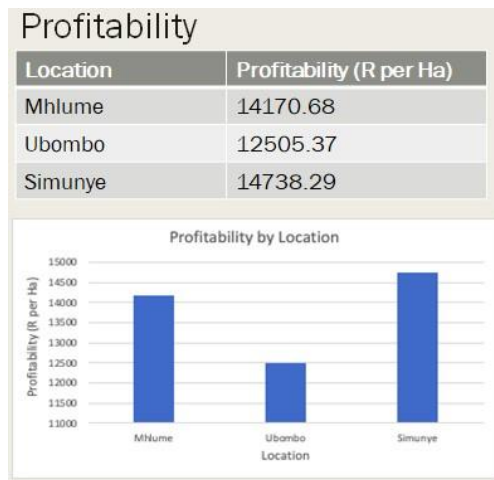 Profitability
Location Profitability (R per Ha)
Mhlume 14170.68
Ubombo 12505.37
Simunye 14738.29
Profitability by Location
15000
14500
14000
13500
13000
12500
12000
11500
11000
Profitability (R per Ha)
Mhlume Ubombo Simunye
Location